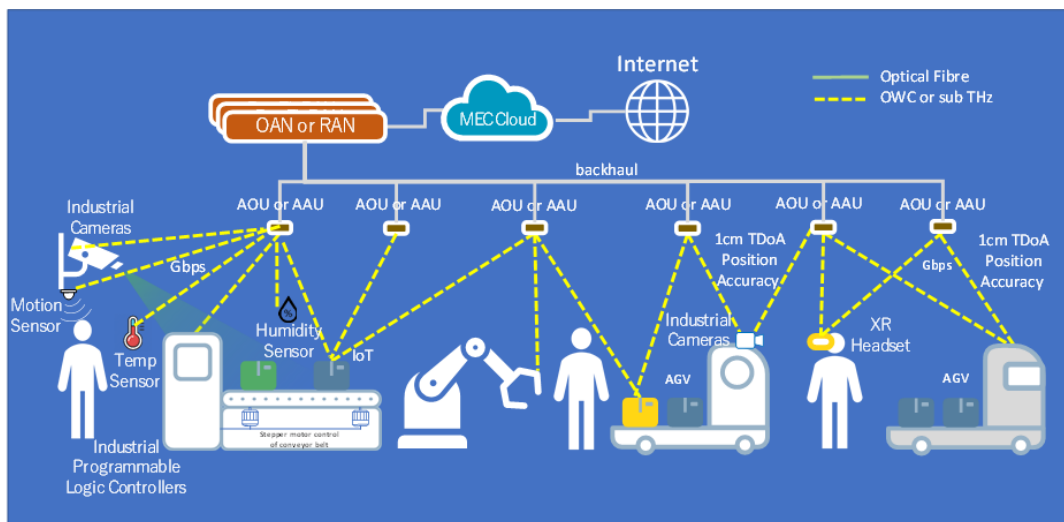 Internet
Optical Fibre
OWC or sub THz
OAN or RAN
MEC Cloud
backhaul
AOU or AAU
AOU or AAU
AOU or AAU
AOU or AAU
AOU or AAU
AOU or AAU
Industrial
Cameras
Gbps
1cm TDoA
Position
Accuracy
Gbps
1cm TDoA
Position
Accuracy
Motion
Sensor
Temp
Sensor
%
Humidity
Sensor
IoT
Industrial
Cameras
XR
Headset
AGV
AGV
Stepper motor control
of conveyor belt
Industrial
Programmable
Logic Controllers